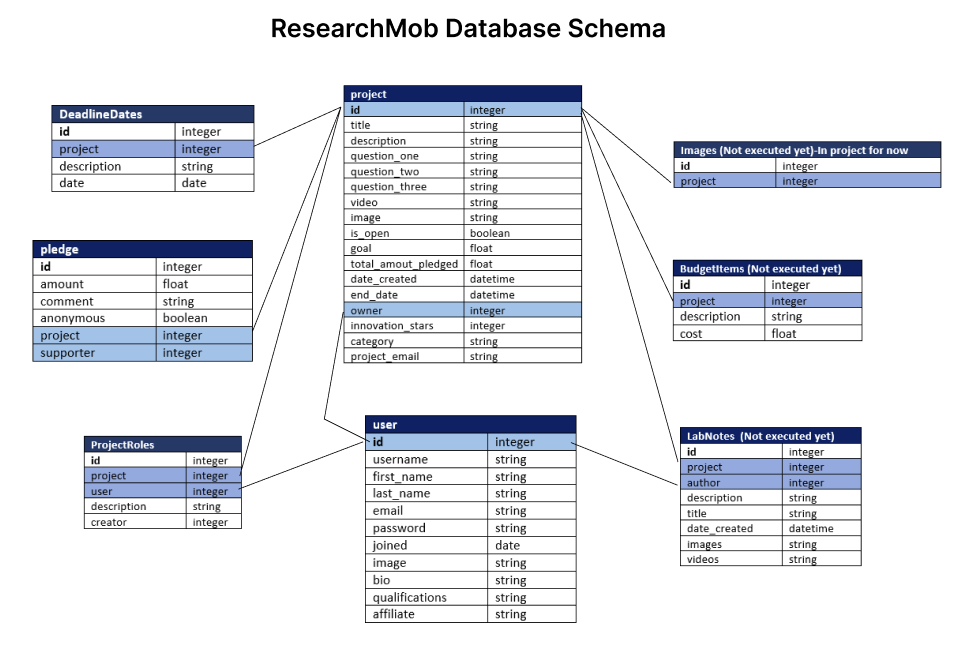 ResearchMob Database Schema
DeadlineDates
id integer
project integer
description string
date date
pledge
id integer
amount float
comment string
anonymous boolean
project integer
supporter integer
ProjectRoles
id integer
project integer
user integer
description string
creator integer
project
id integer
title string
description string
question_one string
question_two string
question_three string
video string
image string
is_open boolean
goal float
total_amout_pledged float
date_created datetime
end_date datetime
owner integer
innovation_stars integer
category string
project_email string
user
id integer
username string
first_name string
last_name string
email string
password string
joined date
image string
bio string
qualifications string
affiliate string
Images (Not executed yet)-In project for now
id integer
project integer
BudgetItems (Not executed yet)
id integer
project integer
description string
cost float
LabNotes (Not executed yet)
id integer
project integer
author integer
description string
title string
date_created datetime
images string
videos string